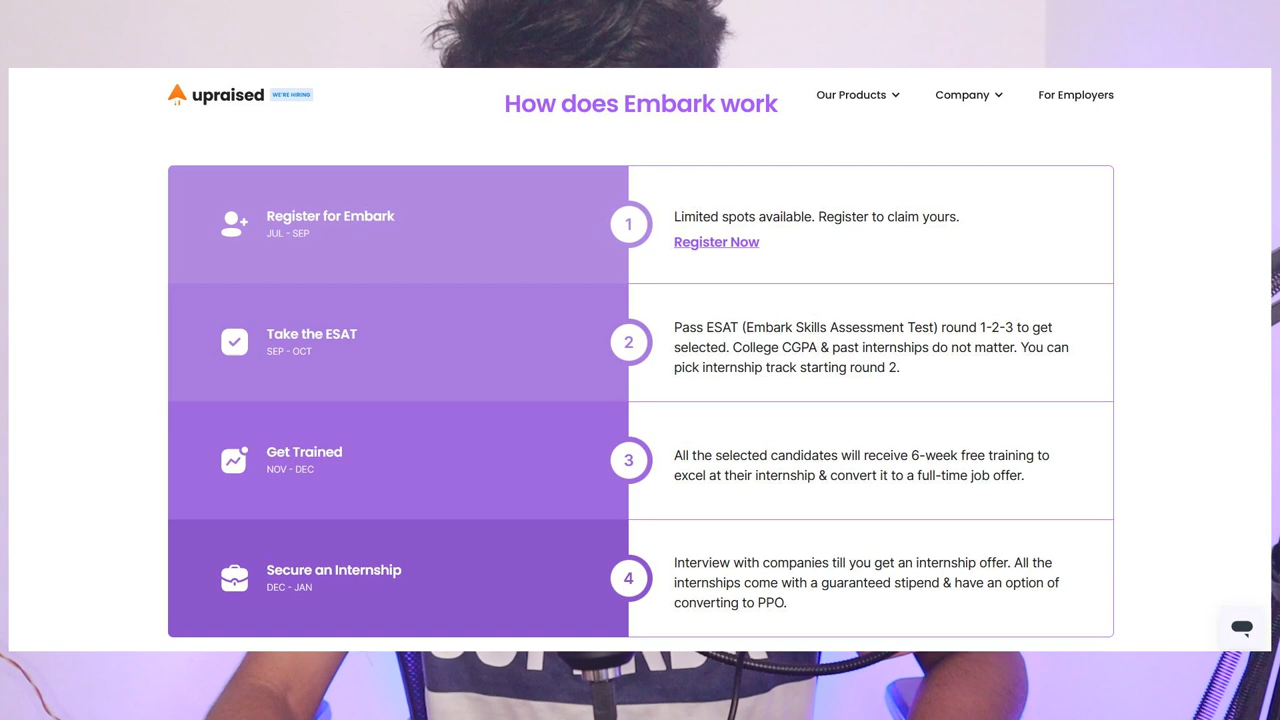 upraised WE'RE HIRING
How does Embark work
Our Products
Company
For Employers
Register for Embark
JUL - SEP
1
Limited spots available. Register to claim yours.
Register Now
Take the ESAT
SEP - OCT
2
Pass ESAT (Embark Skills Assessment Test) round 1-2-3 to get
selected. College CGPA & past internships do not matter. You can
pick internship track starting round 2.
Get Trained
NOV - DEC
3
All the selected candidates will receive 6-week free training to
excel at their internship & convert it to a full-time job offer.
Secure an Internship
DEC - JAN
4
Interview with companies till you get an internship offer. All the
internships come with a guaranteed stipend & have an option of
converting to PPO.